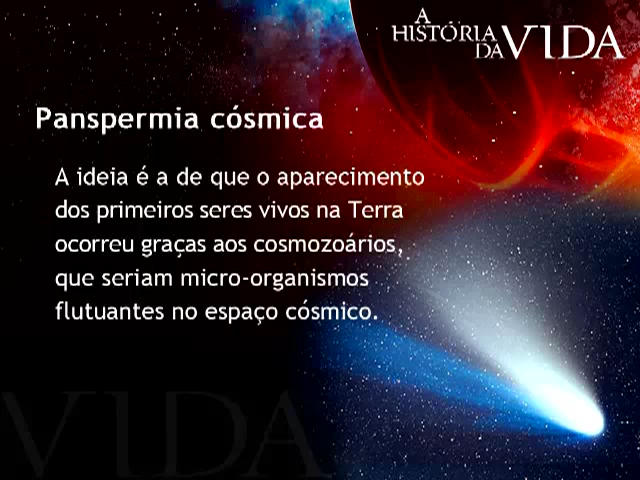 A
HISTÓRIA
DA VIDA
Panspermia cósmica
A ideia é a de que o aparecimento
dos primeiros seres vivos na Terra
ocorreu graças aos cosmozoários,
que seriam micro-organismos
flutuantes no espaço cósmico.
VIDA